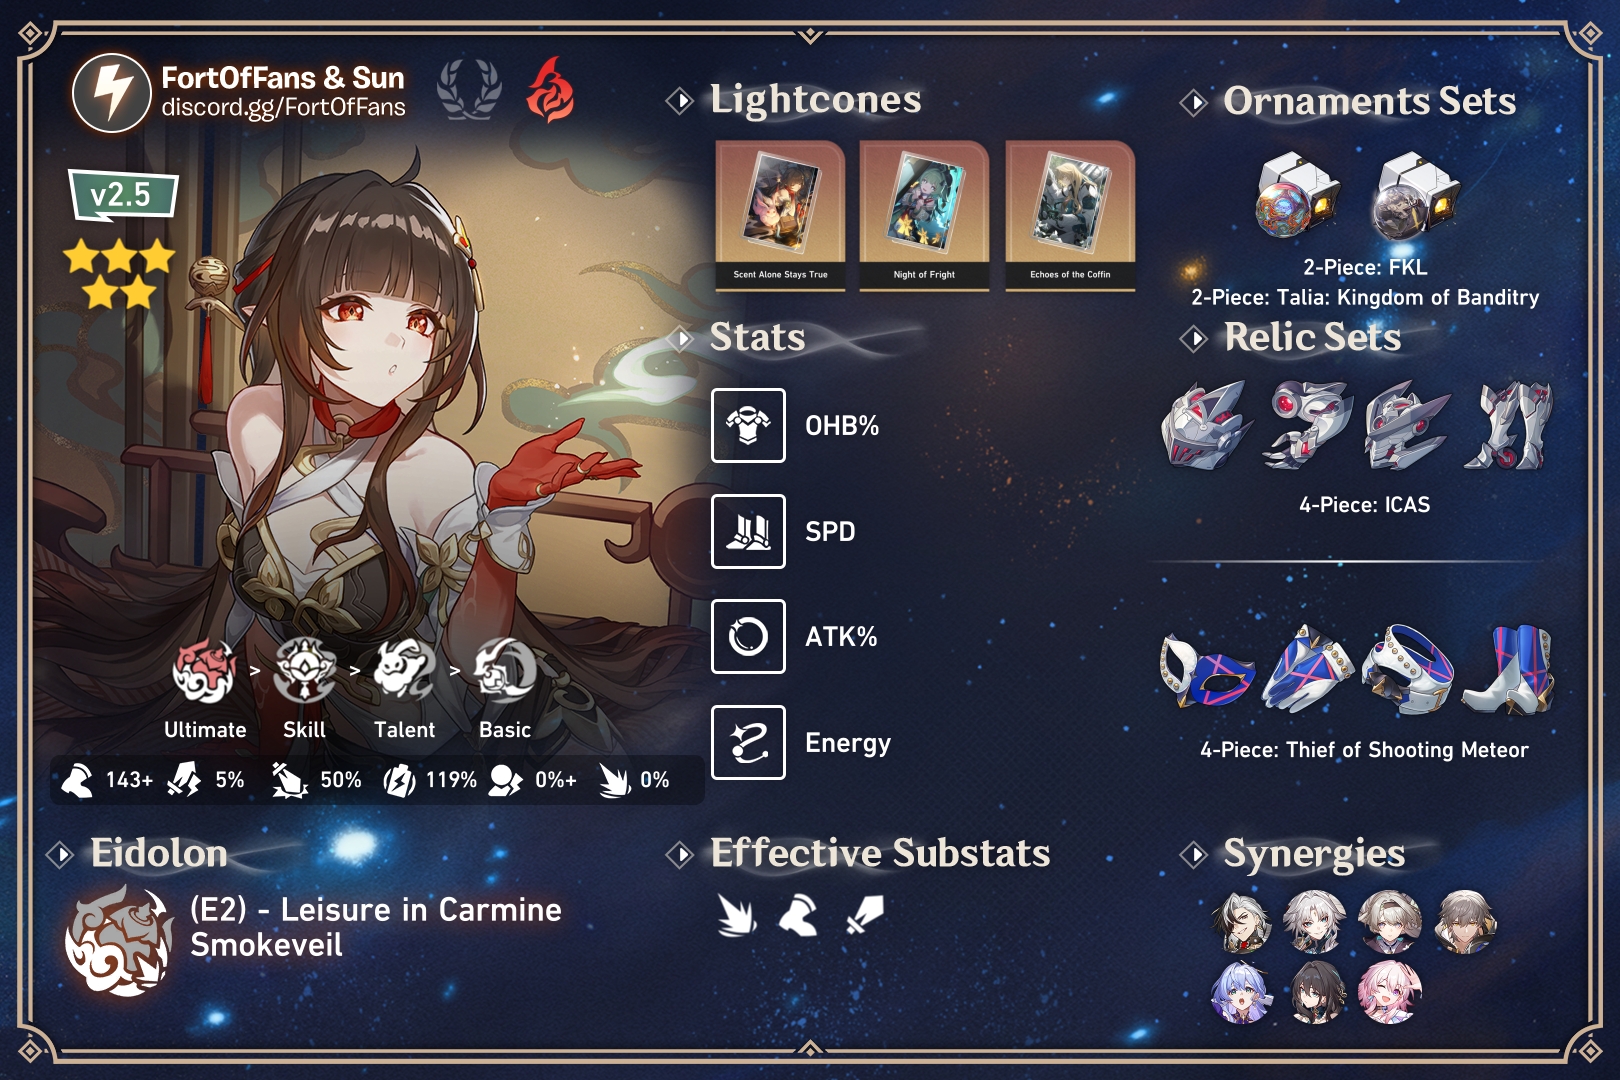 FortOfFans & Sun
discord.gg/FortOfFans
v2.5
Ultimate > Skill > Talent > Basic
143+ 5% 50% 119% 0%+ 0%
Eidolon
(E2) - Leisure in Carmine
Smokeveil
Lightcones
Scent Alone Stays True
Night of Fright
Echoes of the Coffin
Stats
OHB%
SPD
ATK%
Energy
Effective Substats
Ornaments Sets
2-Piece: FKL
2-Piece: Talia: Kingdom of Banditry
Relic Sets
4-Piece: ICAS
4-Piece: Thief of Shooting Meteor
Synergies